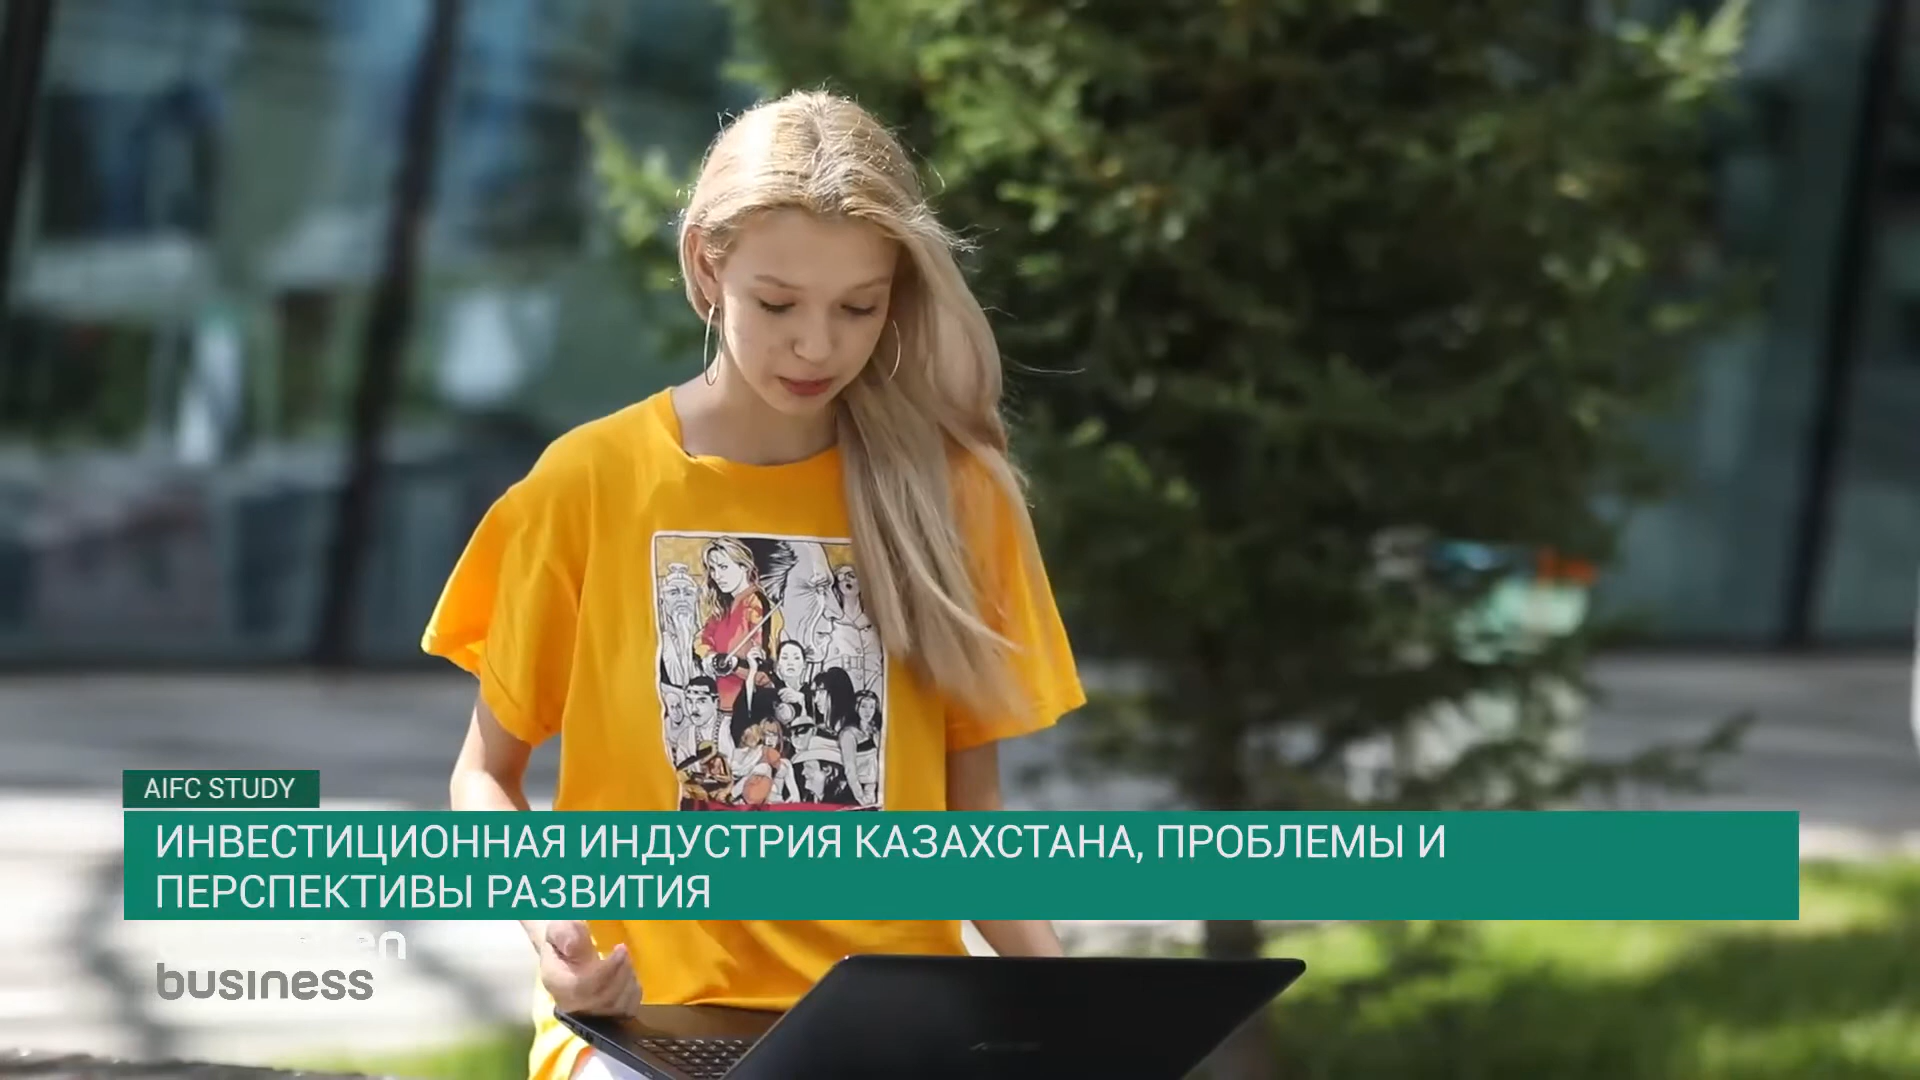 AIFC STUDY
ИНВЕСТИЦИОННАЯ ИНДУСТРИЯ КАЗАХСТАНА, ПРОБЛЕМЫ И
ПЕРСПЕКТИВЫ РАЗВИТИЯ
business